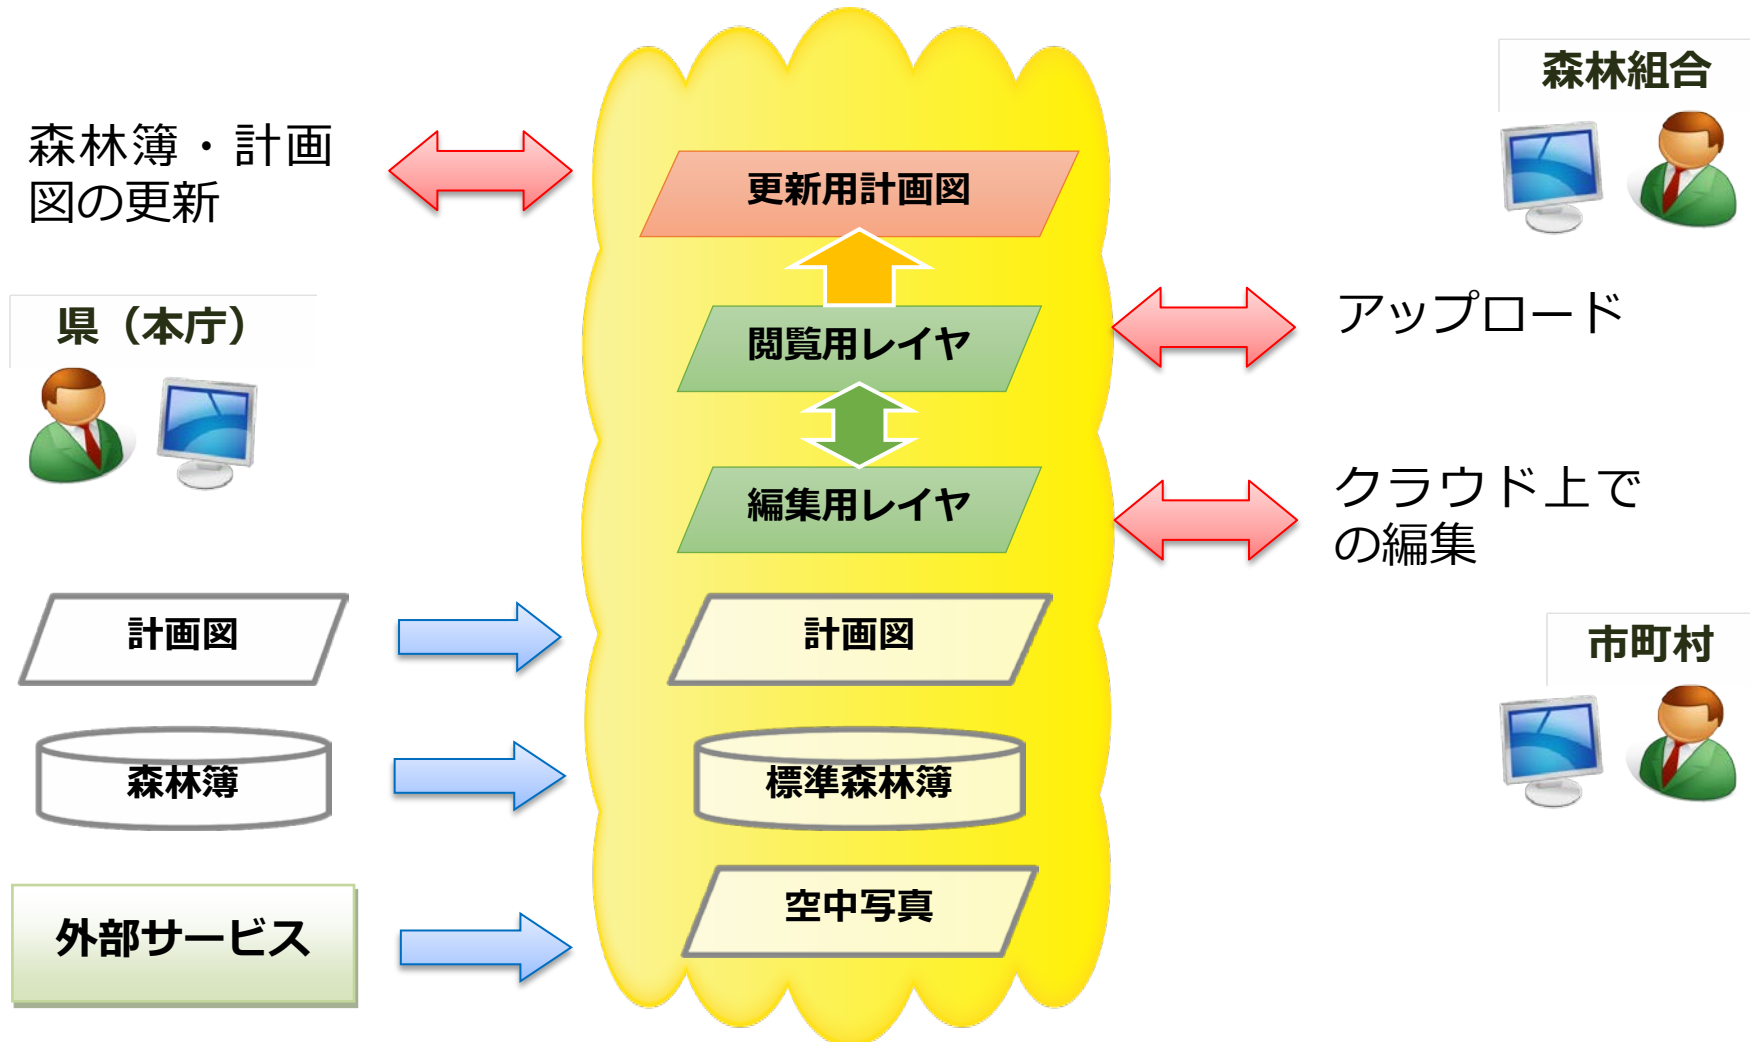 森林簿・計画
図の更新
県（本庁）
計画図
森林簿
外部サービス
更新用計画図
閲覧用レイヤ
編集用レイヤ
計画図
標準森林簿
空中写真
森林組合
アップロード
クラウド上で
の編集
市町村